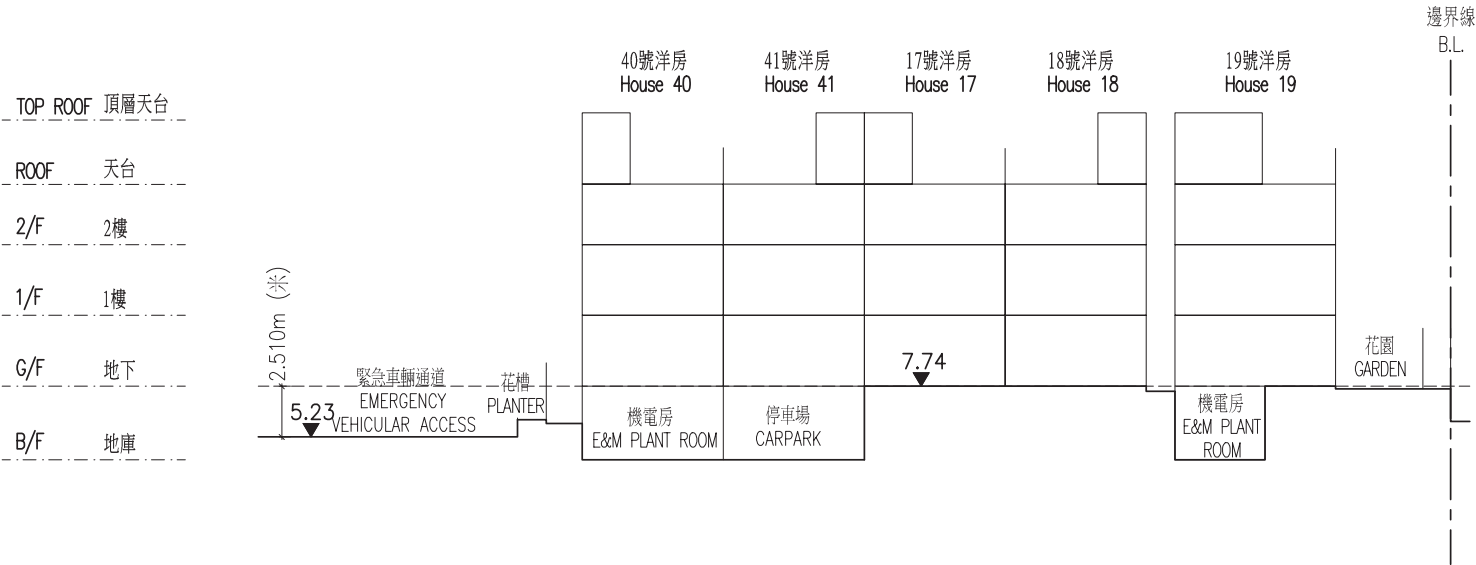 邊界線
B.L.
40號洋房
House 40
41號洋房
House 41
17號洋房
House 17
18號洋房
House 18
19號洋房
House 19
TOP ROOF 頂層天台
ROOF 天台
2/F 2樓
1/F 1樓
G/F 地下
B/F 地庫
2.510m (米)
5.23
緊急車輛通道
EMERGENCY
VEHICULAR ACCESS
花槽
PLANTER
機電房
E&M PLANT ROOM
停車場
CARPARK
7.74
機電房
E&M PLANT
ROOM
花園
GARDEN